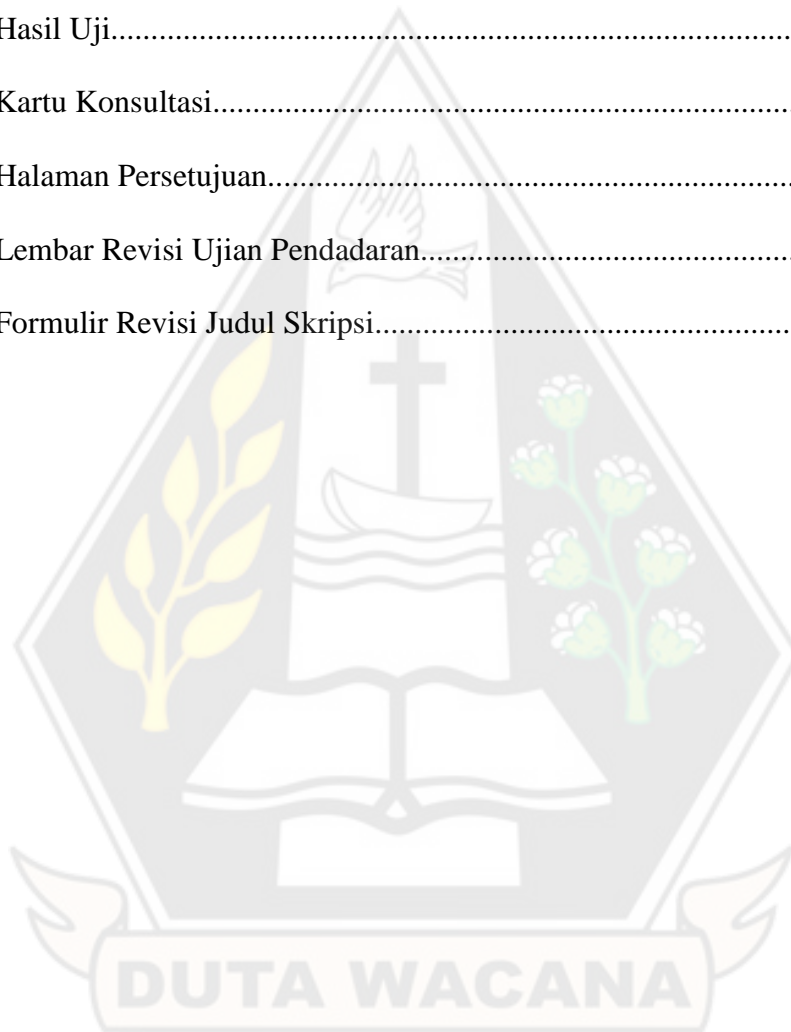 Hasil Uji....................................................................................
Kartu Konsultasi........................................................................
Halaman Persetujuan.................................................................
Lembar Revisi Ujian Pendadaran..............................................
Formulir Revisi Judul Skripsi....................................................
DUTA WACANA